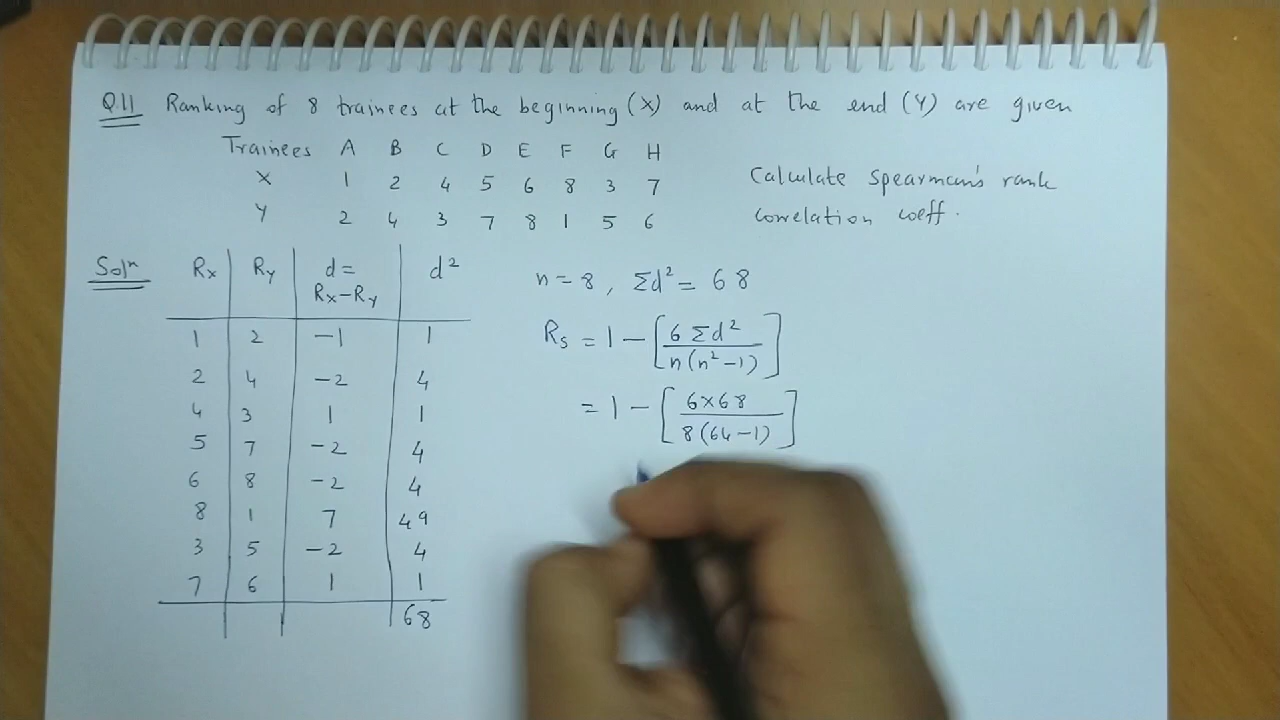 Q.11 Ranking of 8 trainees at the beginning (X) and at the end (Y) are given
Trainees A B C D E F G H
X 1 2 4 5 6 8 3 7
Y 2 4 3 7 8 1 5 6
Calculate Spearman's rank
correlation coeff.
Solⁿ
Rx Ry d = Rx-Ry d²
1 2 -1 1
2 4 -2 4
4 3 1 1
5 7 -2 4
6 8 -2 4
8 1 7 49
3 5 -2 4
7 6 1 1
68
n = 8, Σd² = 68
Rs = 1 - [6 Σd² / n(n²-1)]
= 1 - [6×68 / 8(64-1)]